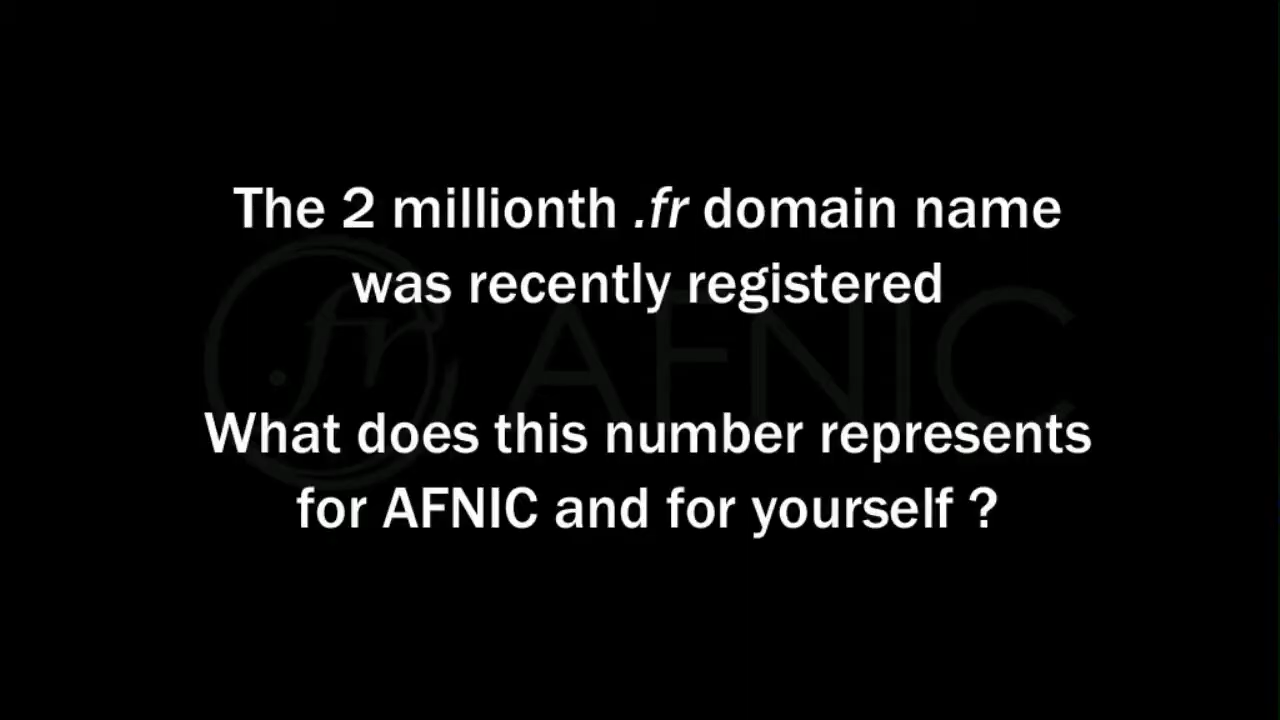 The 2 millionth .fr domain name
was recently registered
.fr AFNIC
What does this number represents
for AFNIC and for yourself ?